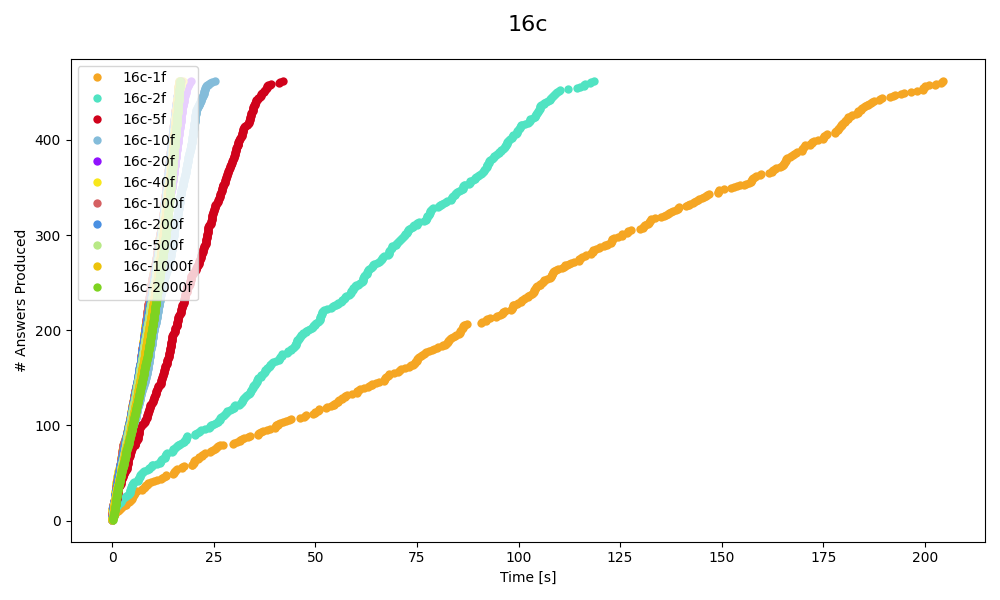 16c
16c-1f
16c-2f
16c-5f
16c-10f
16c-20f
16c-40f
16c-100f
16c-200f
16c-500f
16c-1000f
16c-2000f
# Answers Produced
400
300
200
100
0
0 25 50 75 100 125 150 175 200
Time [s]